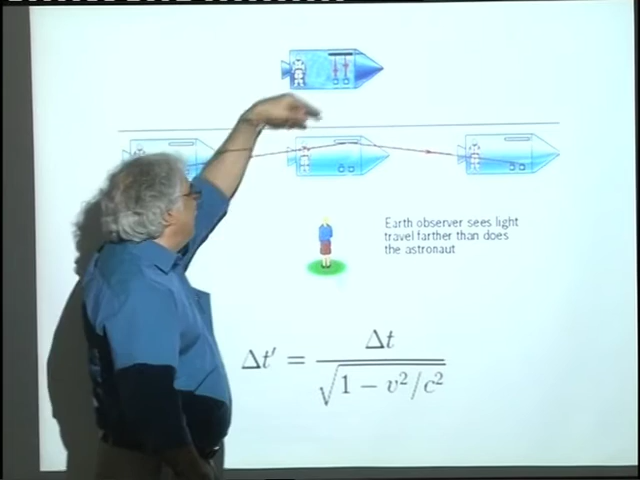 Earth observer sees light
travel farther than does
the astronaut
Δt′ = Δt / √(1 − v²/c²)